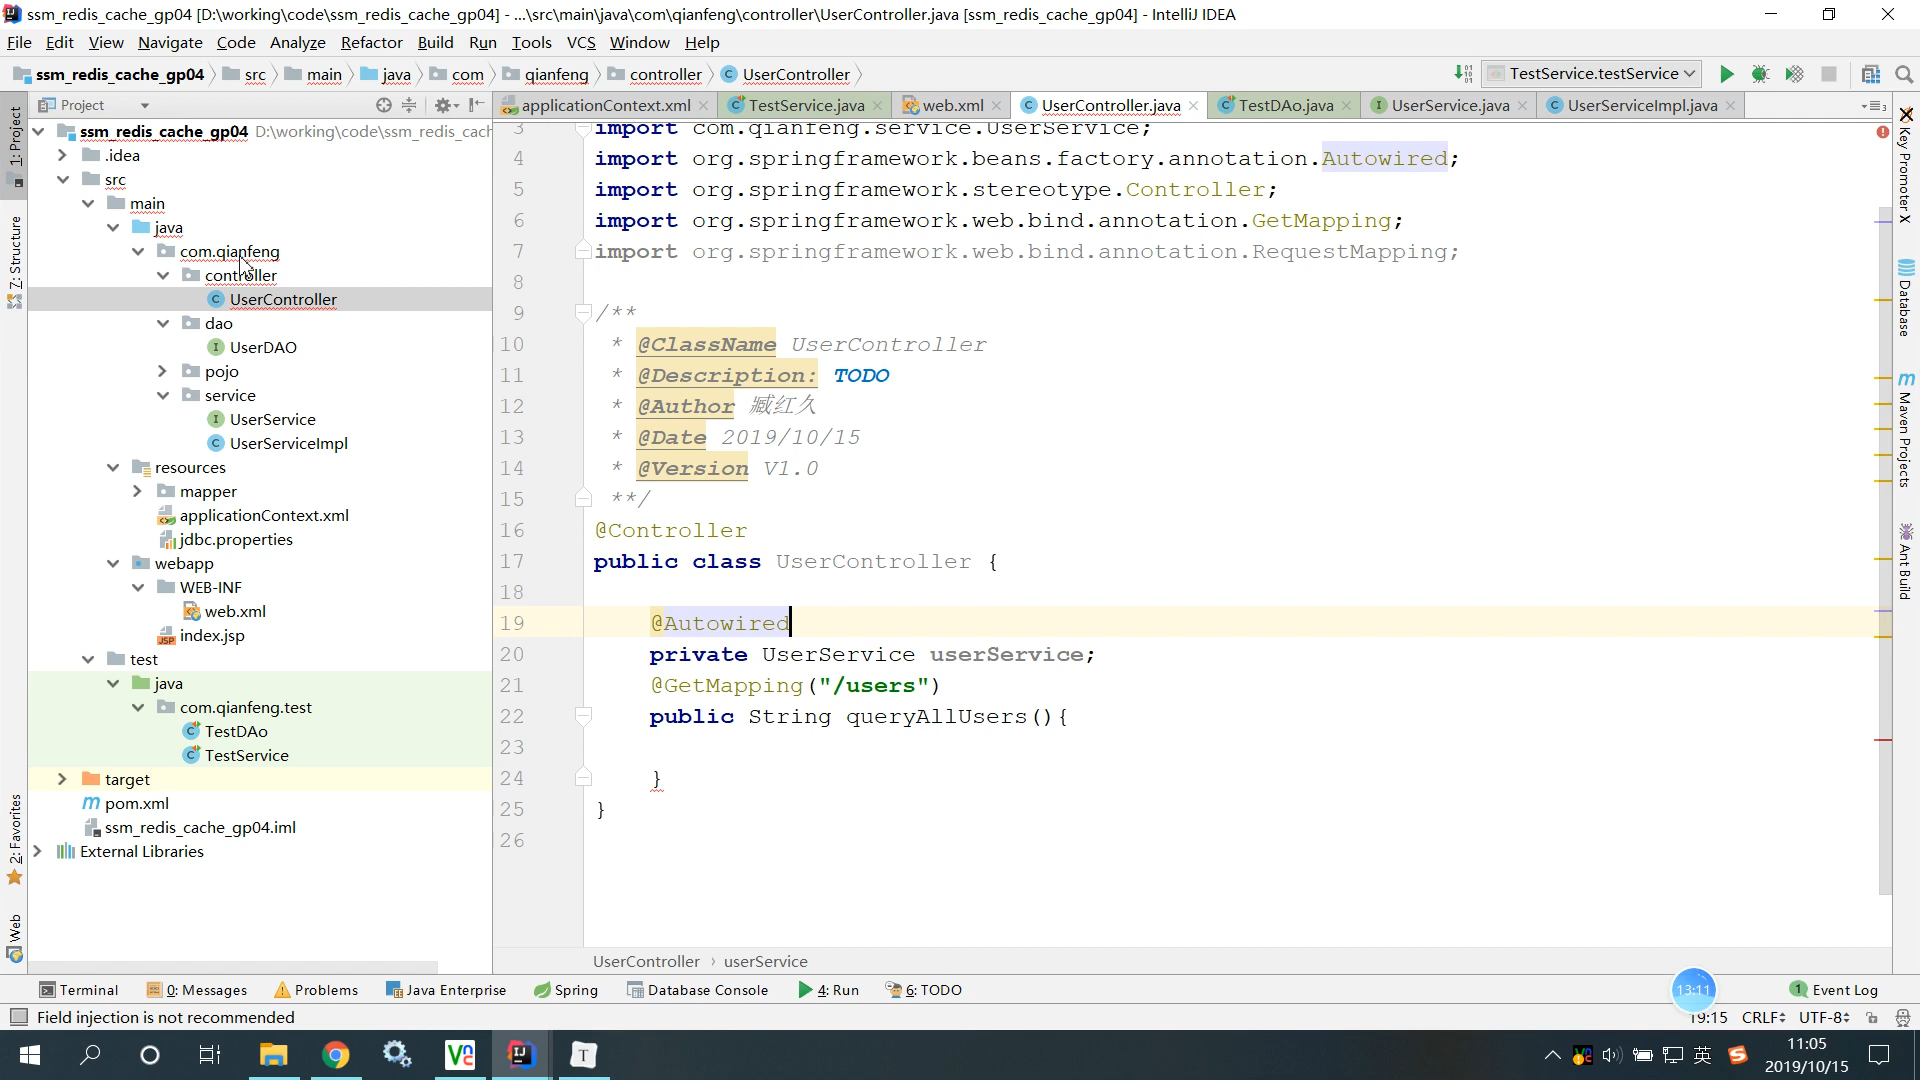 ssm_redis_cache_gp04 [D:\working\code\ssm_redis_cache_gp04] - ...\src\main\java\com\qianfeng\controller\UserController.java [ssm_redis_cache_gp04] - IntelliJ IDEA
File Edit View Navigate Code Analyze Refactor Build Run Tools VCS Window Help
ssm_redis_cache_gp04 src main java com qianfeng controller UserController
TestService.testService
Project
applicationContext.xml TestService.java web.xml UserController.java TestDAo.java UserService.java UserServiceImpl.java
1: Project
7: Structure
2: Favorites
Web
ssm_redis_cache_gp04 D:\working\code\ssm_redis_cach
.idea
src
main
java
com.qianfeng
controller
UserController
dao
UserDAO
pojo
service
UserService
UserServiceImpl
resources
mapper
applicationContext.xml
jdbc.properties
webapp
WEB-INF
web.xml
index.jsp
test
java
com.qianfeng.test
TestDAo
TestService
target
pom.xml
ssm_redis_cache_gp04.iml
External Libraries
3 import com.qianfeng.service.UserService;
4 import org.springframework.beans.factory.annotation.Autowired;
5 import org.springframework.stereotype.Controller;
6 import org.springframework.web.bind.annotation.GetMapping;
7 import org.springframework.web.bind.annotation.RequestMapping;
8
9 /**
10 * @ClassName UserController
11 * @Description: TODO
12 * @Author 臧红久
13 * @Date 2019/10/15
14 * @Version V1.0
15 **/
16 @Controller
17 public class UserController {
18
19 @Autowired
20 private UserService userService;
21 @GetMapping("/users")
22 public String queryAllUsers(){
23
24 }
25 }
26
Key Promoter X
Database
Maven Projects
Ant Build
UserController › userService
Terminal 0: Messages Problems Java Enterprise Spring Database Console 4: Run 6: TODO
13:11
1 Event Log
Field injection is not recommended
19:15 CRLF UTF-8
英
11:05
2019/10/15